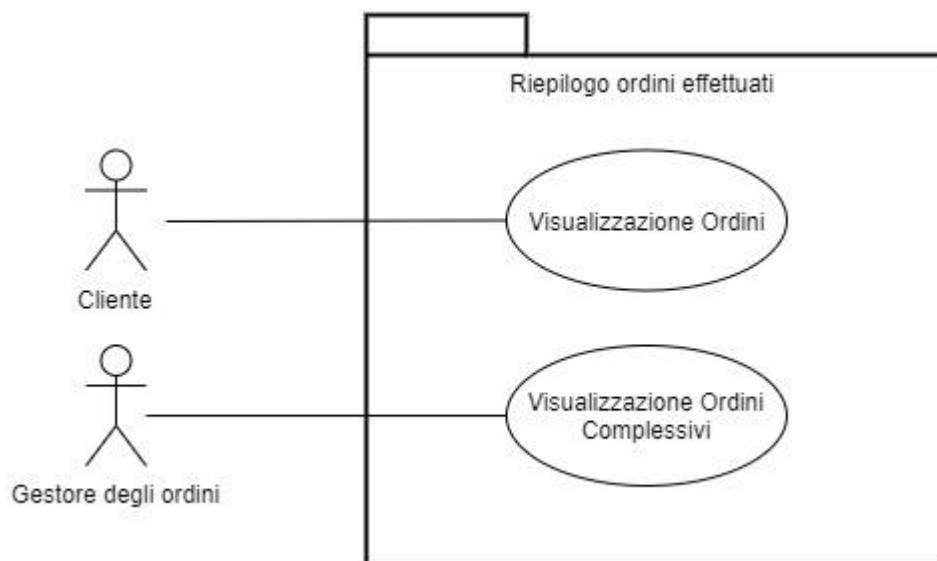 Riepilogo ordini effettuati
Visualizzazione Ordini
Cliente
Visualizzazione Ordini
Complessivi
Gestore degli ordini